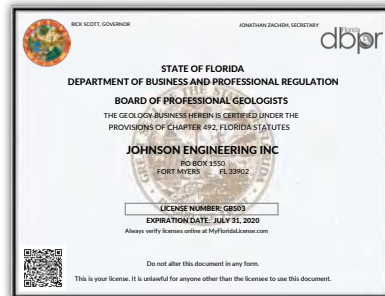 RICK SCOTT, GOVERNOR
JONATHAN ZACHEM, SECRETARY
Florida
dbpr
STATE OF FLORIDA
DEPARTMENT OF BUSINESS AND PROFESSIONAL REGULATION
BOARD OF PROFESSIONAL GEOLOGISTS
THE GEOLOGY BUSINESS HEREIN IS CERTIFIED UNDER THE
PROVISIONS OF CHAPTER 492, FLORIDA STATUTES
JOHNSON ENGINEERING INC
PO BOX 1550
FORT MYERS FL 33902
LICENSE NUMBER: GB503
EXPIRATION DATE: JULY 31, 2020
Always verify licenses online at MyFloridaLicense.com
Do not alter this document in any form.
This is your license. It is unlawful for anyone other than the licensee to use this document.